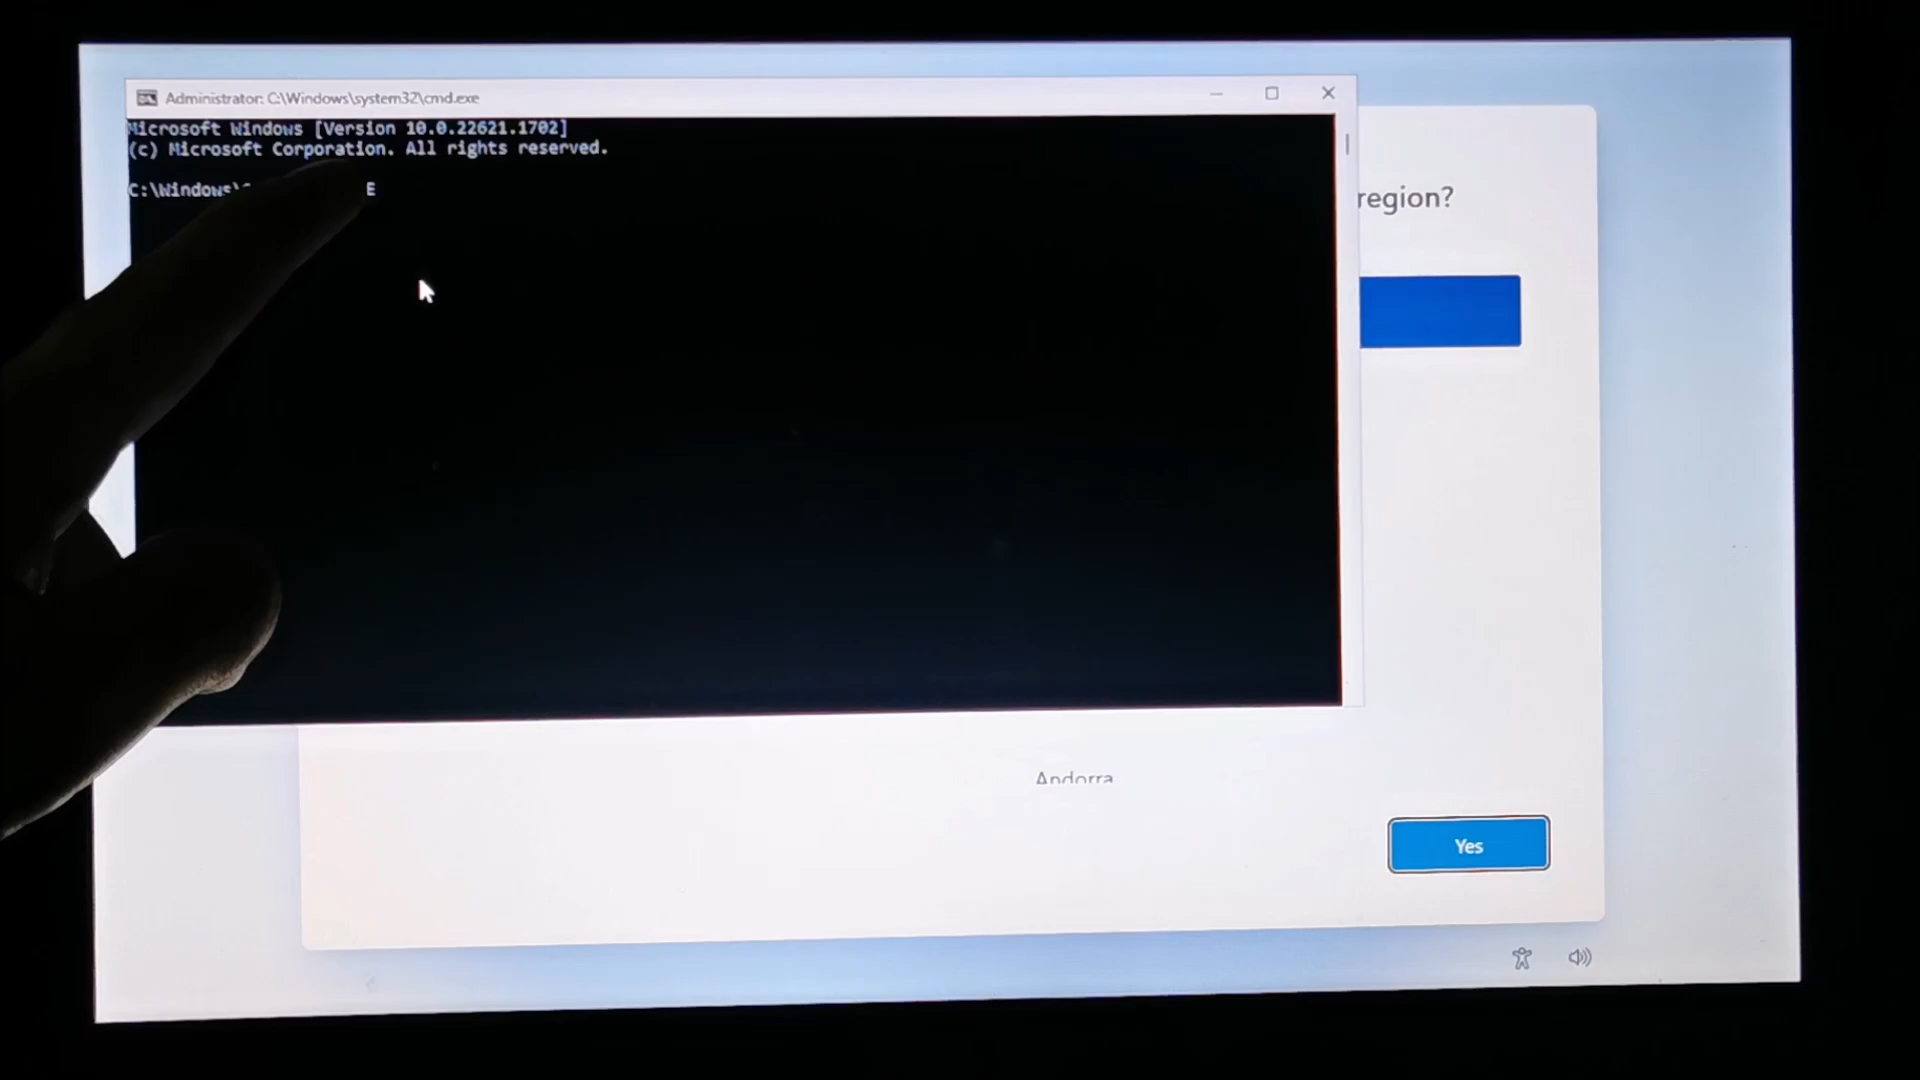 Administrator: C:\Windows\system32\cmd.exe
Microsoft Windows [Version 10.0.22621.1702]
(c) Microsoft Corporation. All rights reserved.
C:\Windows\ E
region?
Andorra
Yes